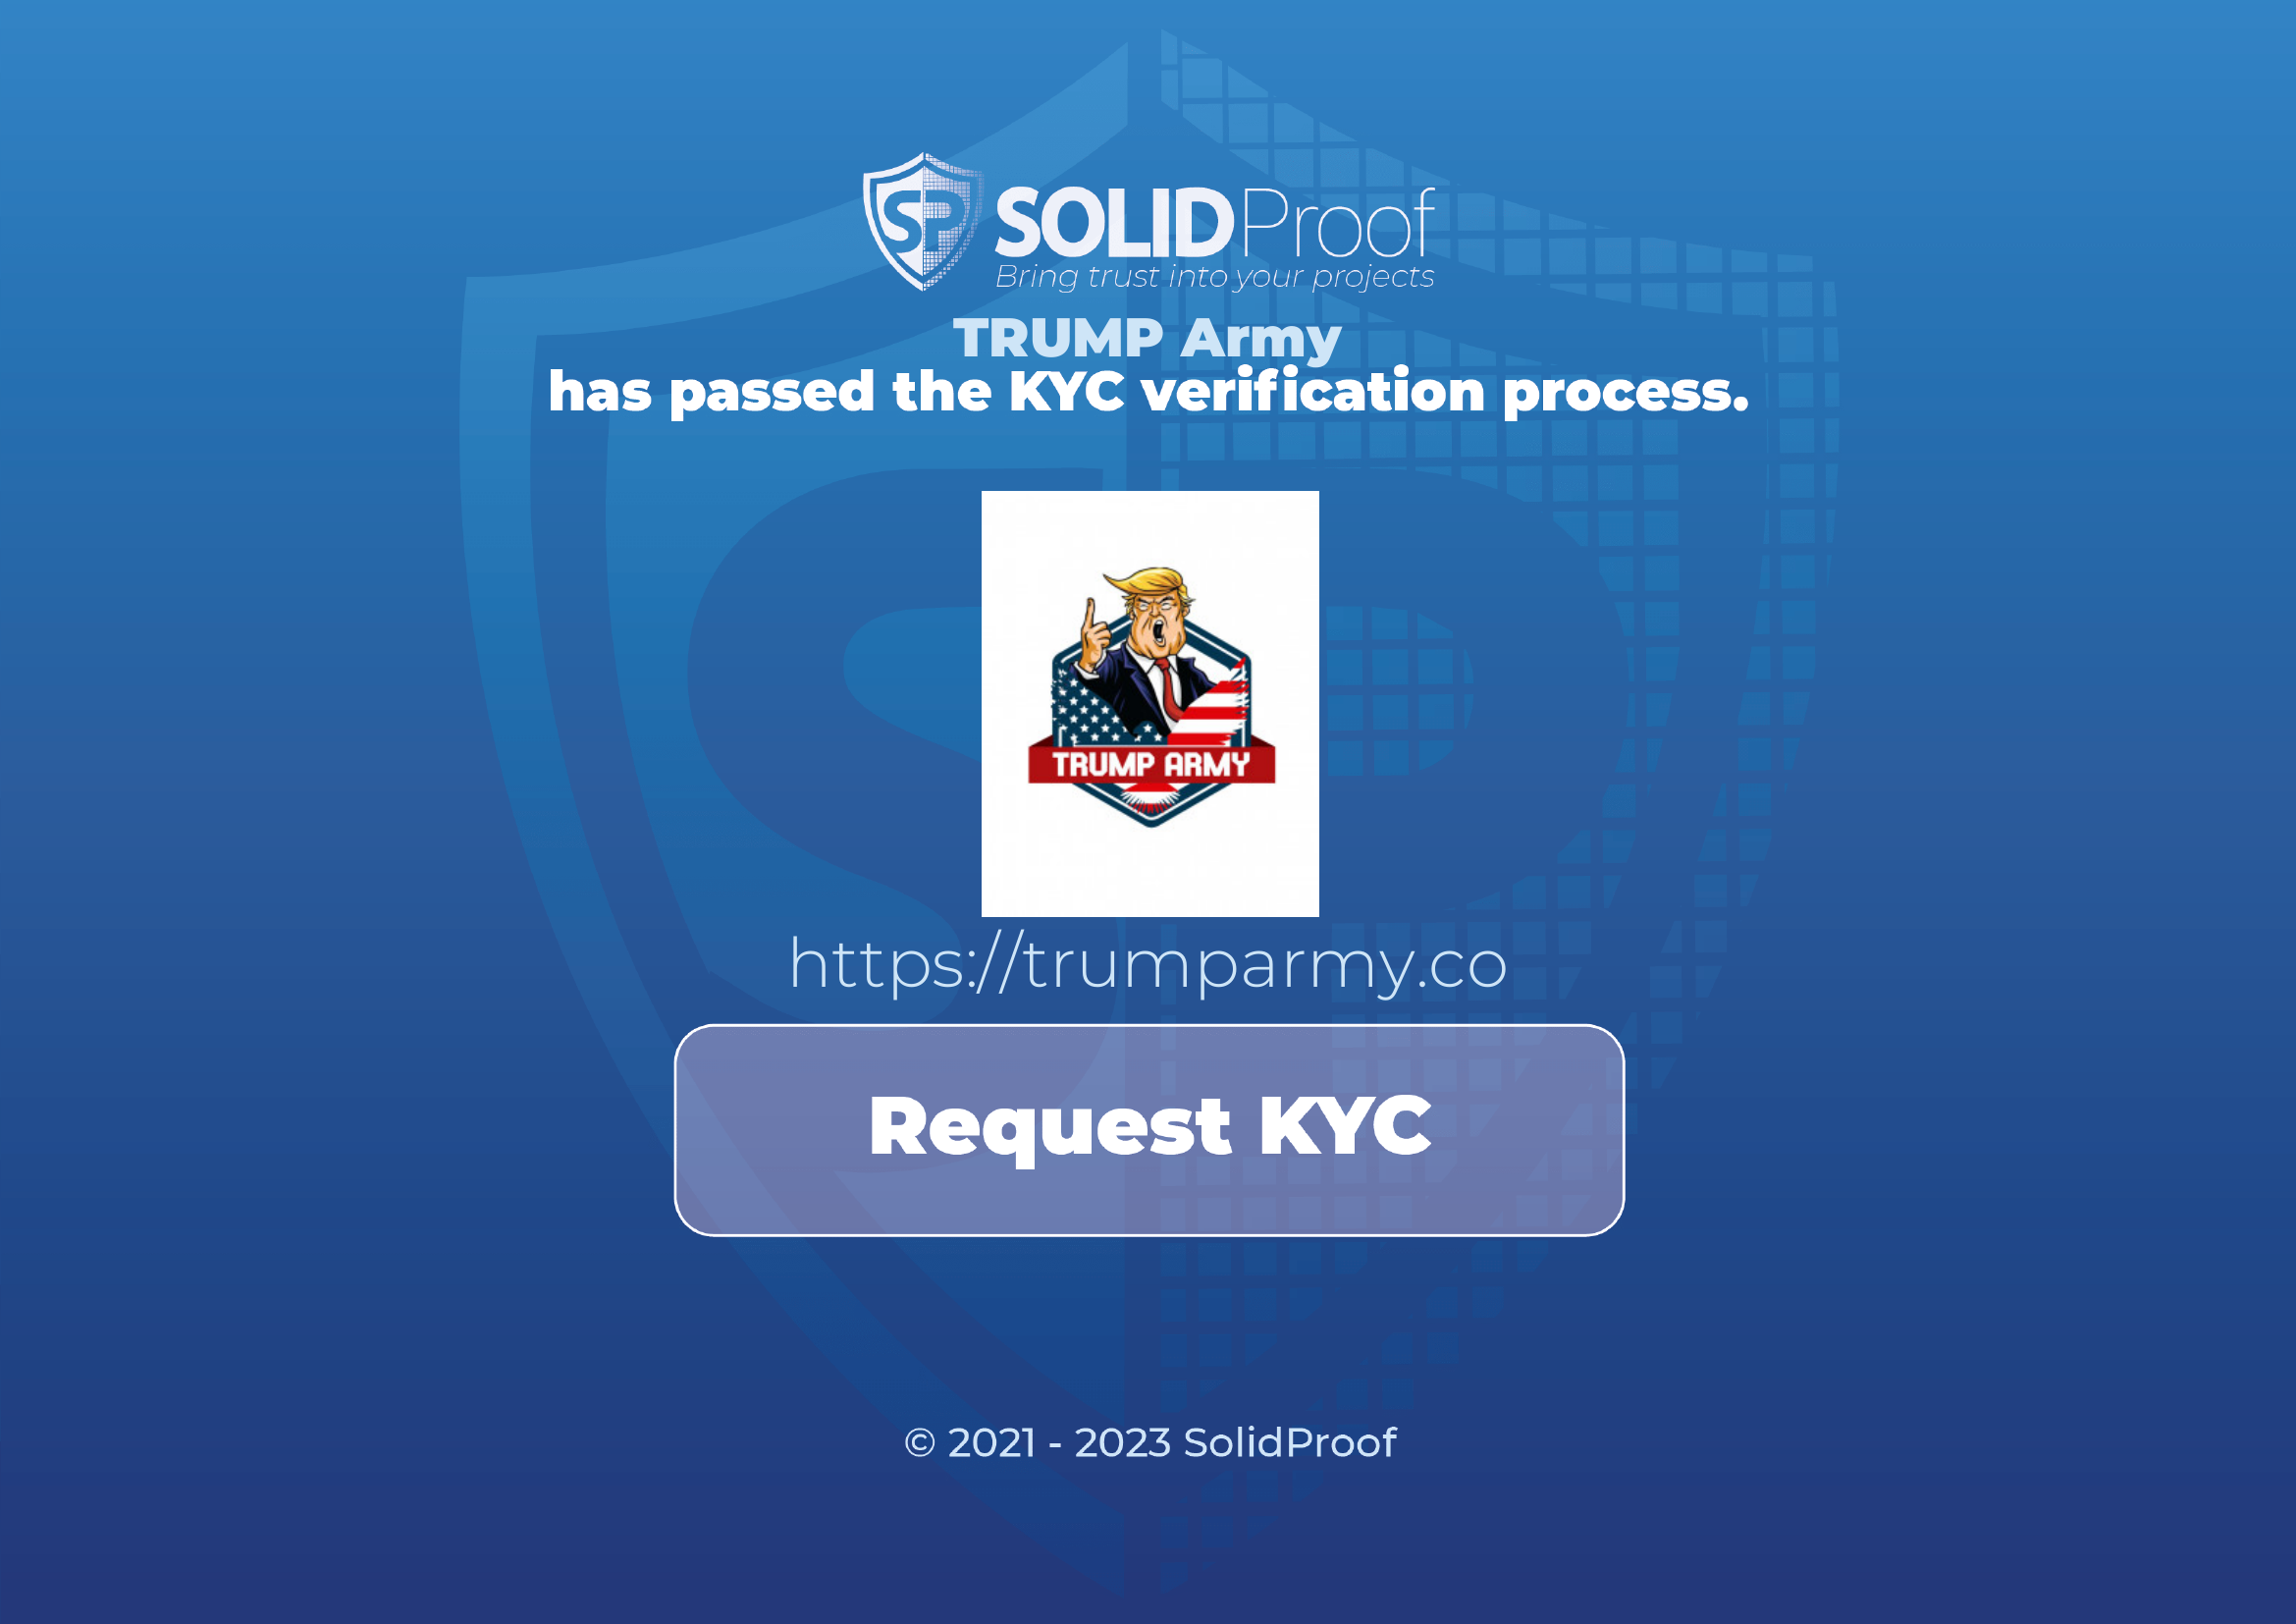 SP SOLIDProof
Bring trust into your projects
TRUMP Army
has passed the KYC verification process.
TRUMP ARMY
https://trumparmy.co
Request KYC
© 2021 - 2023 SolidProof